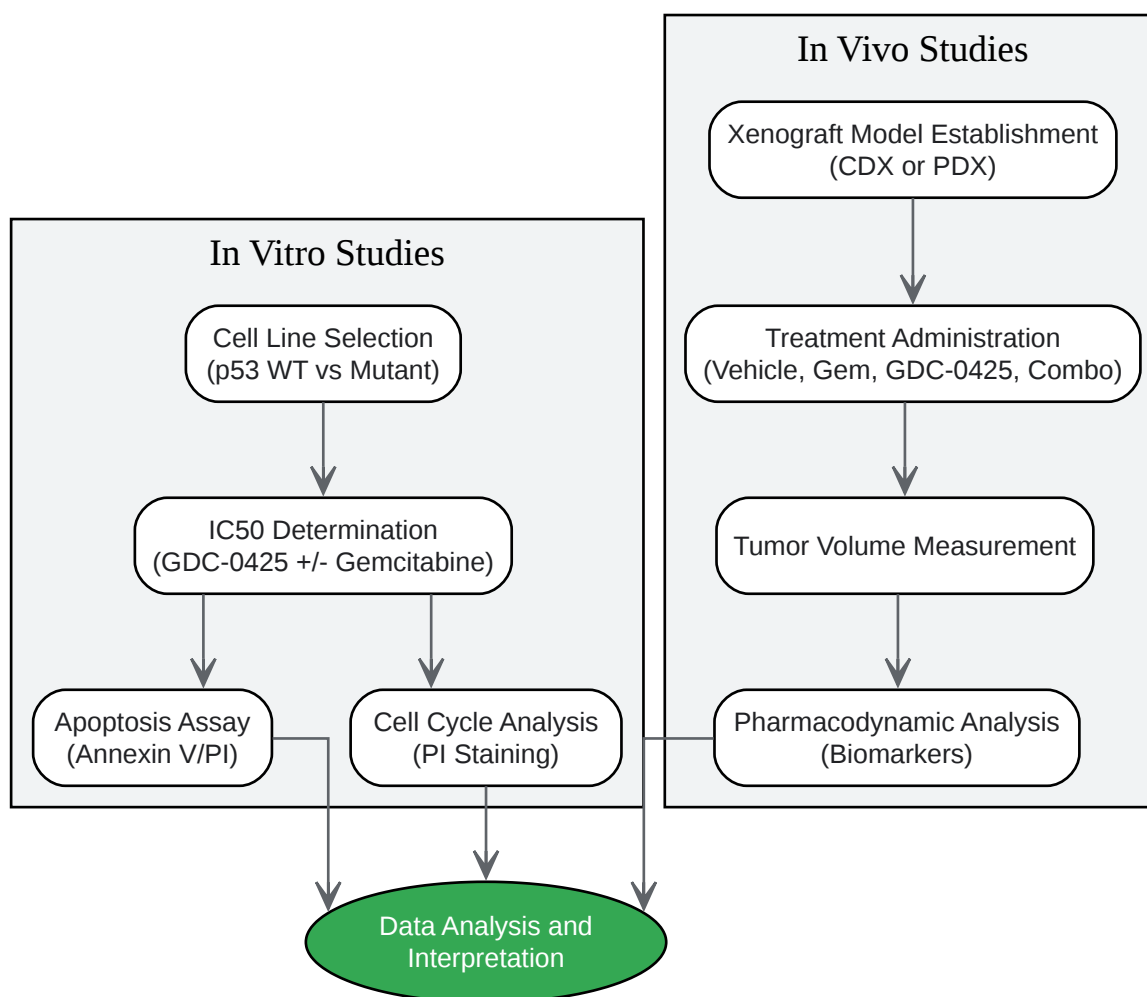 In Vivo Studies
Xenograft Model Establishment
(CDX or PDX)
Treatment Administration
(Vehicle, Gem, GDC-0425, Combo)
Tumor Volume Measurement
Pharmacodynamic Analysis
(Biomarkers)
In Vitro Studies
Cell Line Selection
(p53 WT vs Mutant)
IC50 Determination
(GDC-0425 +/- Gemcitabine)
Apoptosis Assay
(Annexin V/PI)
Cell Cycle Analysis
(PI Staining)
Data Analysis and
Interpretation